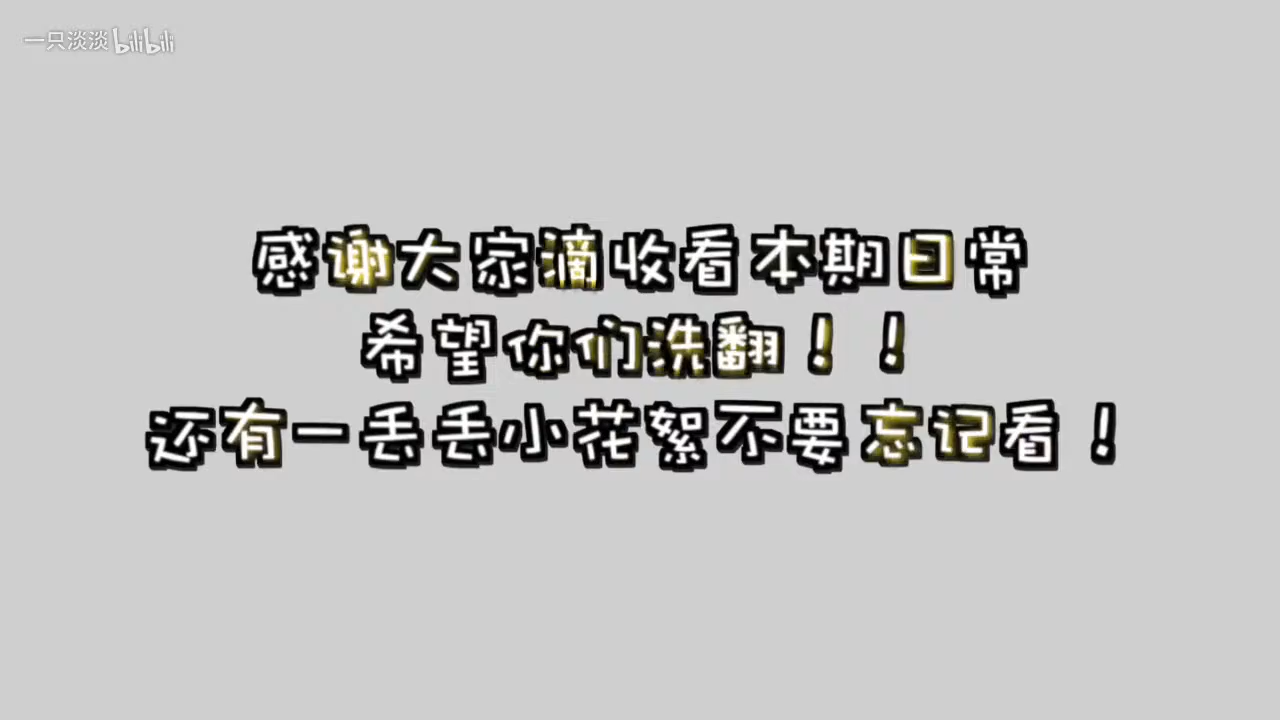 一只淡淡 bilibili
感谢大家滴收看本期日常
希望你们洗翻！！
还有一丢丢小花絮不要忘记看！